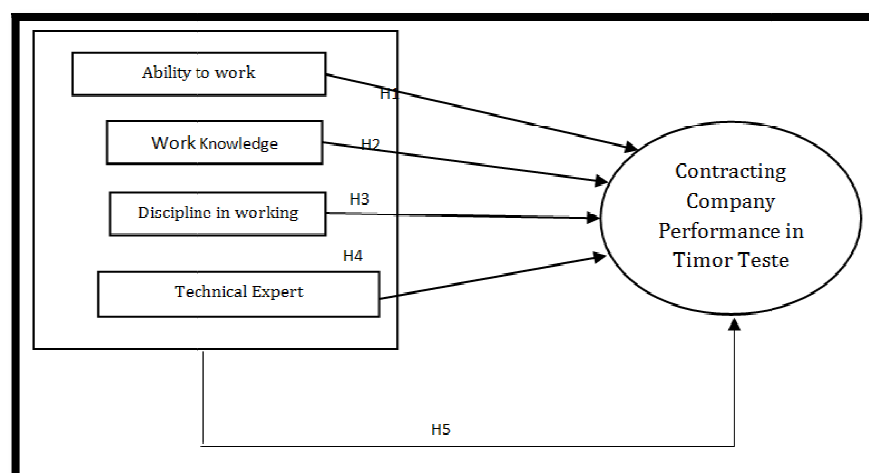 Ability to work
H1
Work Knowledge
H2
Discipline in working
H3
H4
Technical Expert
Contracting
Company
Performance in
Timor Teste
H5